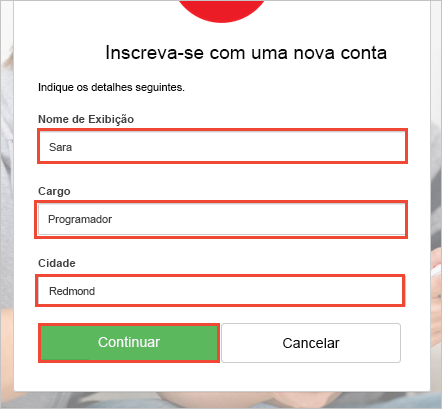 Inscreva-se com uma nova conta
Indique os detalhes seguintes.
Nome de Exibição
Sara
Cargo
Programador
Cidade
Redmond
Continuar
Cancelar